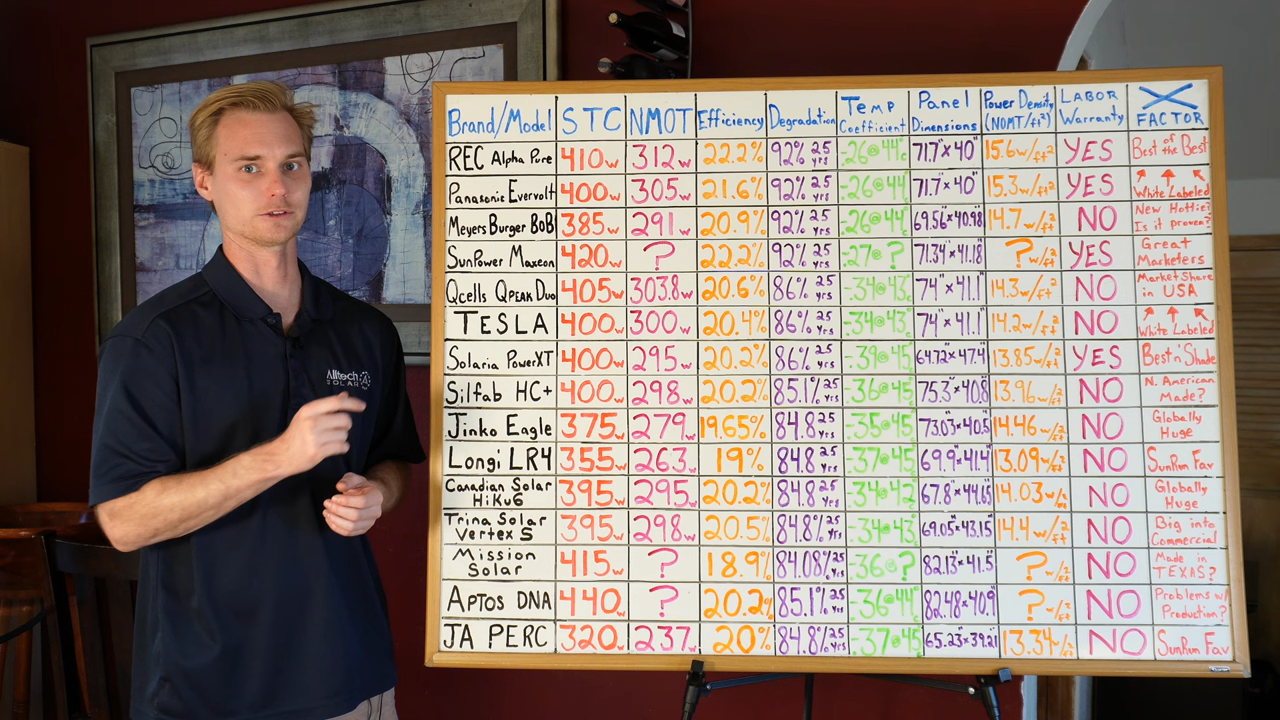 Alltech
SOLAR
Brand/Model STC NMOT Efficiency Degradation Temp Coefficient Panel Dimensions Power Density (NOMT/ft²) LABOR Warranty X FACTOR
REC Alpha Pure 410w 312w 22.2% 92% 25 yrs -.26@44°c 71.7"×40" 15.6w/ft² YES Best of the Best
Panasonic Evervolt 400w 305w 21.6% 92% 25 yrs -.26@44 71.7"×40" 15.3w/ft² YES White Labeled
Meyers Burger BoB 385w 291w 20.9% 92% 25 yrs -.26@44 69.56"×40.98 14.7w/ft² NO New Hottie? Is it proven?
SunPower Maxeon 420w ? 22.2% 92% 25 yrs -.27@? 71.34"×41.18" ?w/ft² YES Great Marketers
Qcells QPeak Duo 405w 303.8w 20.6% 86% 25 yrs -.34@43c 74"×41.1" 14.3w/ft² NO Market Share in USA
TESLA 400w 300w 20.4% 86% 25 yrs -.34@43 74"×41.1" 14.2w/ft² NO White Labeled
Solaria PowerXT 400w 295w 20.2% 86% 25 yrs -.39@45 64.72"×47.4" 13.85w/ft² YES Best n' Shade
Silfab HC+ 400w 298w 20.2% 85.1% 25 yrs -.36@45 75.3"×40.8 13.96w/ft² NO N. American Made?
Jinko Eagle 375w 279w 19.65% 84.8 25 yrs -.35@45 73.03"×40.5 14.46w/ft² NO Globally Huge
Longi LR4 355w 263w 19% 84.8 25 yrs -.37@45 69.9"×41.4" 13.09w/ft² NO SunRun Fav
Canadian Solar HiKu6 395w 295w 20.2% 84.8 25 yrs -.34@42 67.8"×44.65 14.03w/ft² NO Globally Huge
Trina Solar Vertex S 395w 298w 20.5% 84.8% 25 yrs -.34@43c 69.05"×43.15" 14.4w/ft² NO Big into Commercial
Mission Solar 415w ? 18.9% 84.08% 25 yrs -.36@? 82.13"×41.5" ?w/ft² NO Made in TEXAS?
Aptos DNA 440w ? 20.2% 85.1% 25 yrs -.36@44c 82.48"×40.9" ?w/ft² NO Problems w/ Production?
JA PERC 320w 237w 20% 84.8% 25 yrs -.37@45 65.23"×39.21" 13.34w/ft² NO SunRun Fav